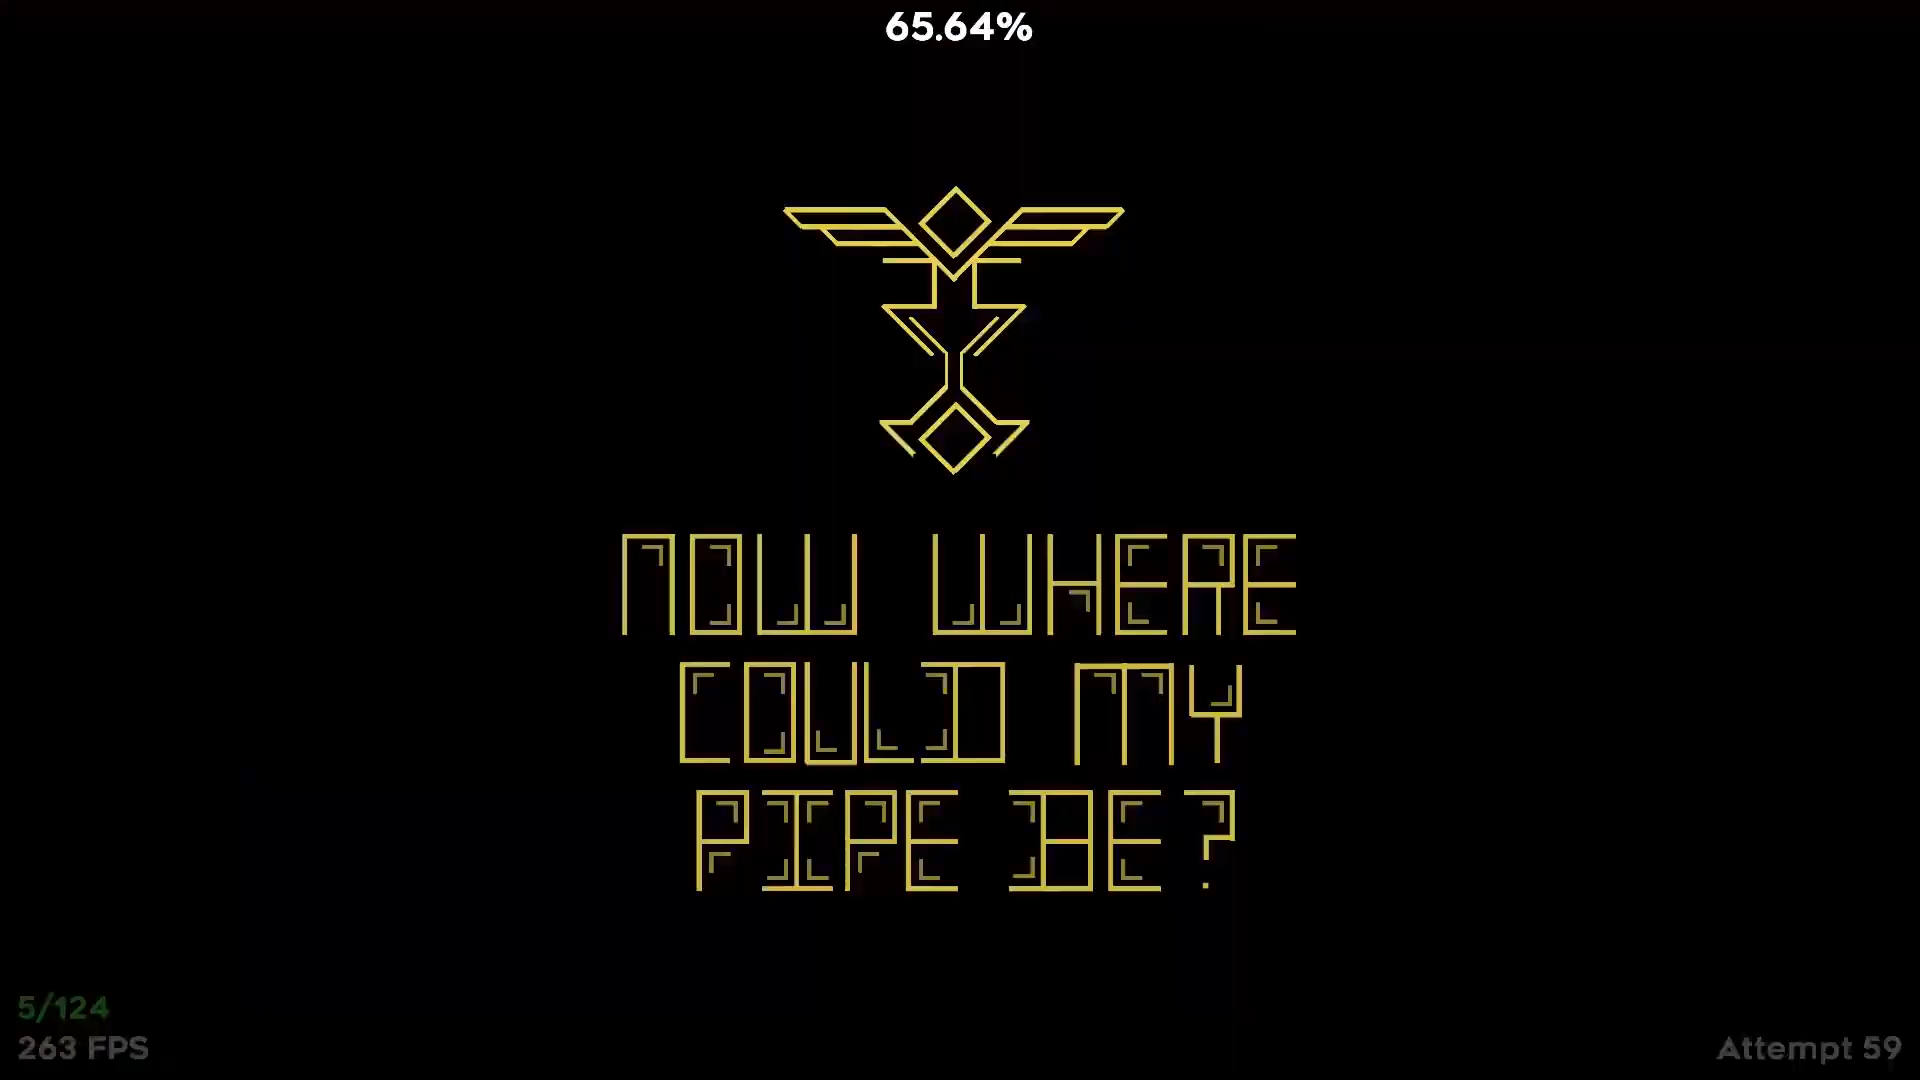 65.64%
NOW WHERE
COULD MY
PIPE BE?
5/124
263 FPS
Attempt 59